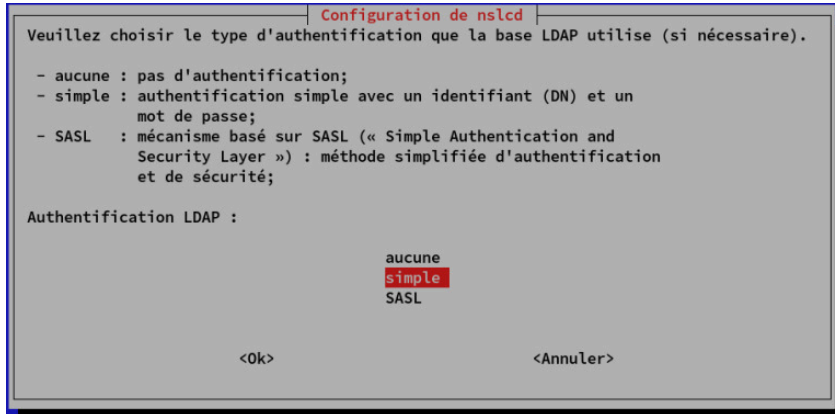 Configuration de nslcd
Veuillez choisir le type d'authentification que la base LDAP utilise (si nécessaire).
- aucune : pas d'authentification;
- simple : authentification simple avec un identifiant (DN) et un
mot de passe;
- SASL : mécanisme basé sur SASL (« Simple Authentication and
Security Layer ») : méthode simplifiée d'authentification
et de sécurité;
Authentification LDAP :
aucune
simple
SASL
<Ok> <Annuler>